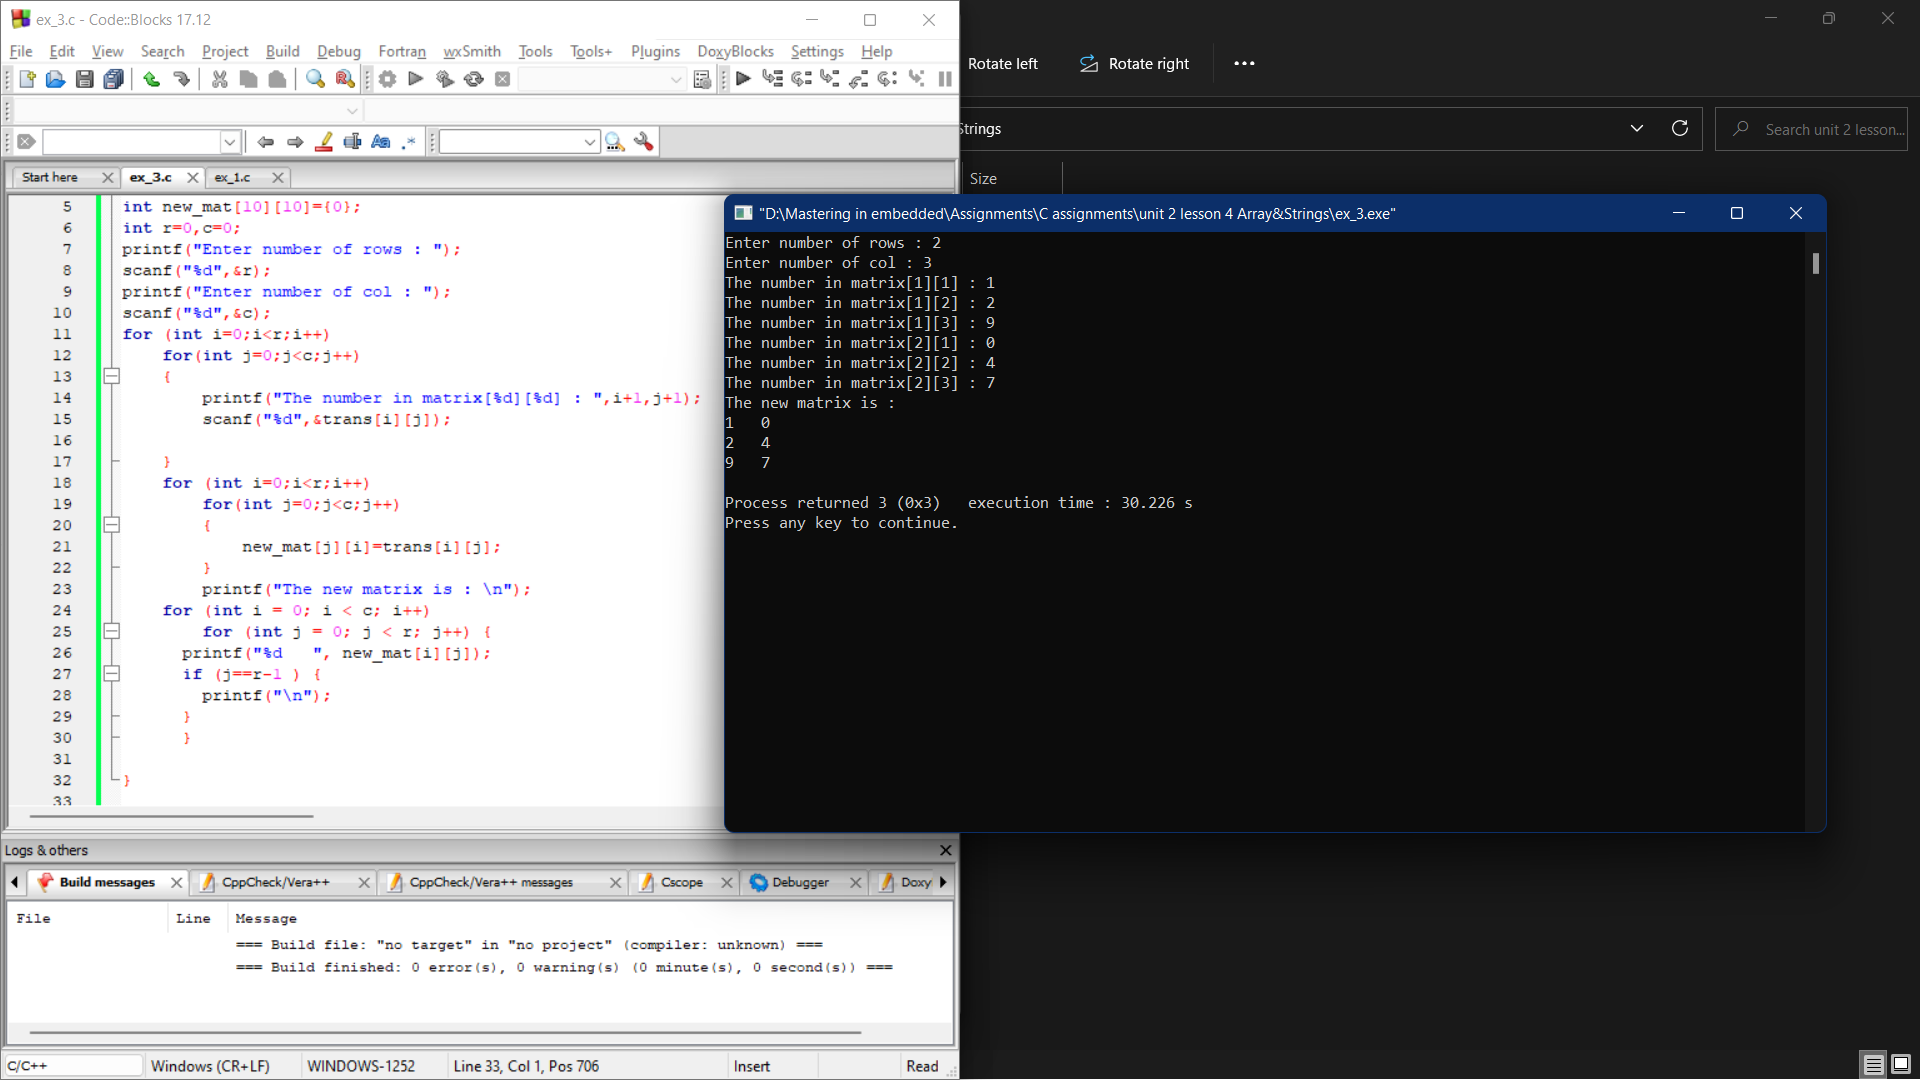 ex_3.c - Code::Blocks 17.12
File Edit View Search Project Build Debug Fortran wxSmith Tools Tools+ Plugins DoxyBlocks Settings Help
Start here ex_3.c ex_1.c
5 int new_mat[10][10]={0};
6 int r=0,c=0;
7 printf("Enter number of rows : ");
8 scanf("%d",&r);
9 printf("Enter number of col : ");
10 scanf("%d",&c);
11 for (int i=0;i<r;i++)
12 for(int j=0;j<c;j++)
13 {
14 printf("The number in matrix[%d][%d] : ",i+1,j+1);
15 scanf("%d",&trans[i][j]);
16
17 }
18 for (int i=0;i<r;i++)
19 for(int j=0;j<c;j++)
20 {
21 new_mat[j][i]=trans[i][j];
22 }
23 printf("The new matrix is : \n");
24 for (int i = 0; i < c; i++)
25 for (int j = 0; j < r; j++) {
26 printf("%d   ", new_mat[i][j]);
27 if (j==r-1 ) {
28 printf("\n");
29 }
30 }
31
32 }
33
Logs & others
Build messages CppCheck/Vera++ CppCheck/Vera++ messages Cscope Debugger Doxy
File Line Message
=== Build file: "no target" in "no project" (compiler: unknown) ===
=== Build finished: 0 error(s), 0 warning(s) (0 minute(s), 0 second(s)) ===
C/C++ Windows (CR+LF) WINDOWS-1252 Line 33, Col 1, Pos 706 Insert Read
Rotate left Rotate right
Strings Search unit 2 lesson...
Size
"D:\Mastering in embedded\Assignments\C assignments\unit 2 lesson 4 Array&Strings\ex_3.exe"
Enter number of rows : 2
Enter number of col : 3
The number in matrix[1][1] : 1
The number in matrix[1][2] : 2
The number in matrix[1][3] : 9
The number in matrix[2][1] : 0
The number in matrix[2][2] : 4
The number in matrix[2][3] : 7
The new matrix is :
1   0
2   4
9   7
Process returned 3 (0x3)   execution time : 30.226 s
Press any key to continue.